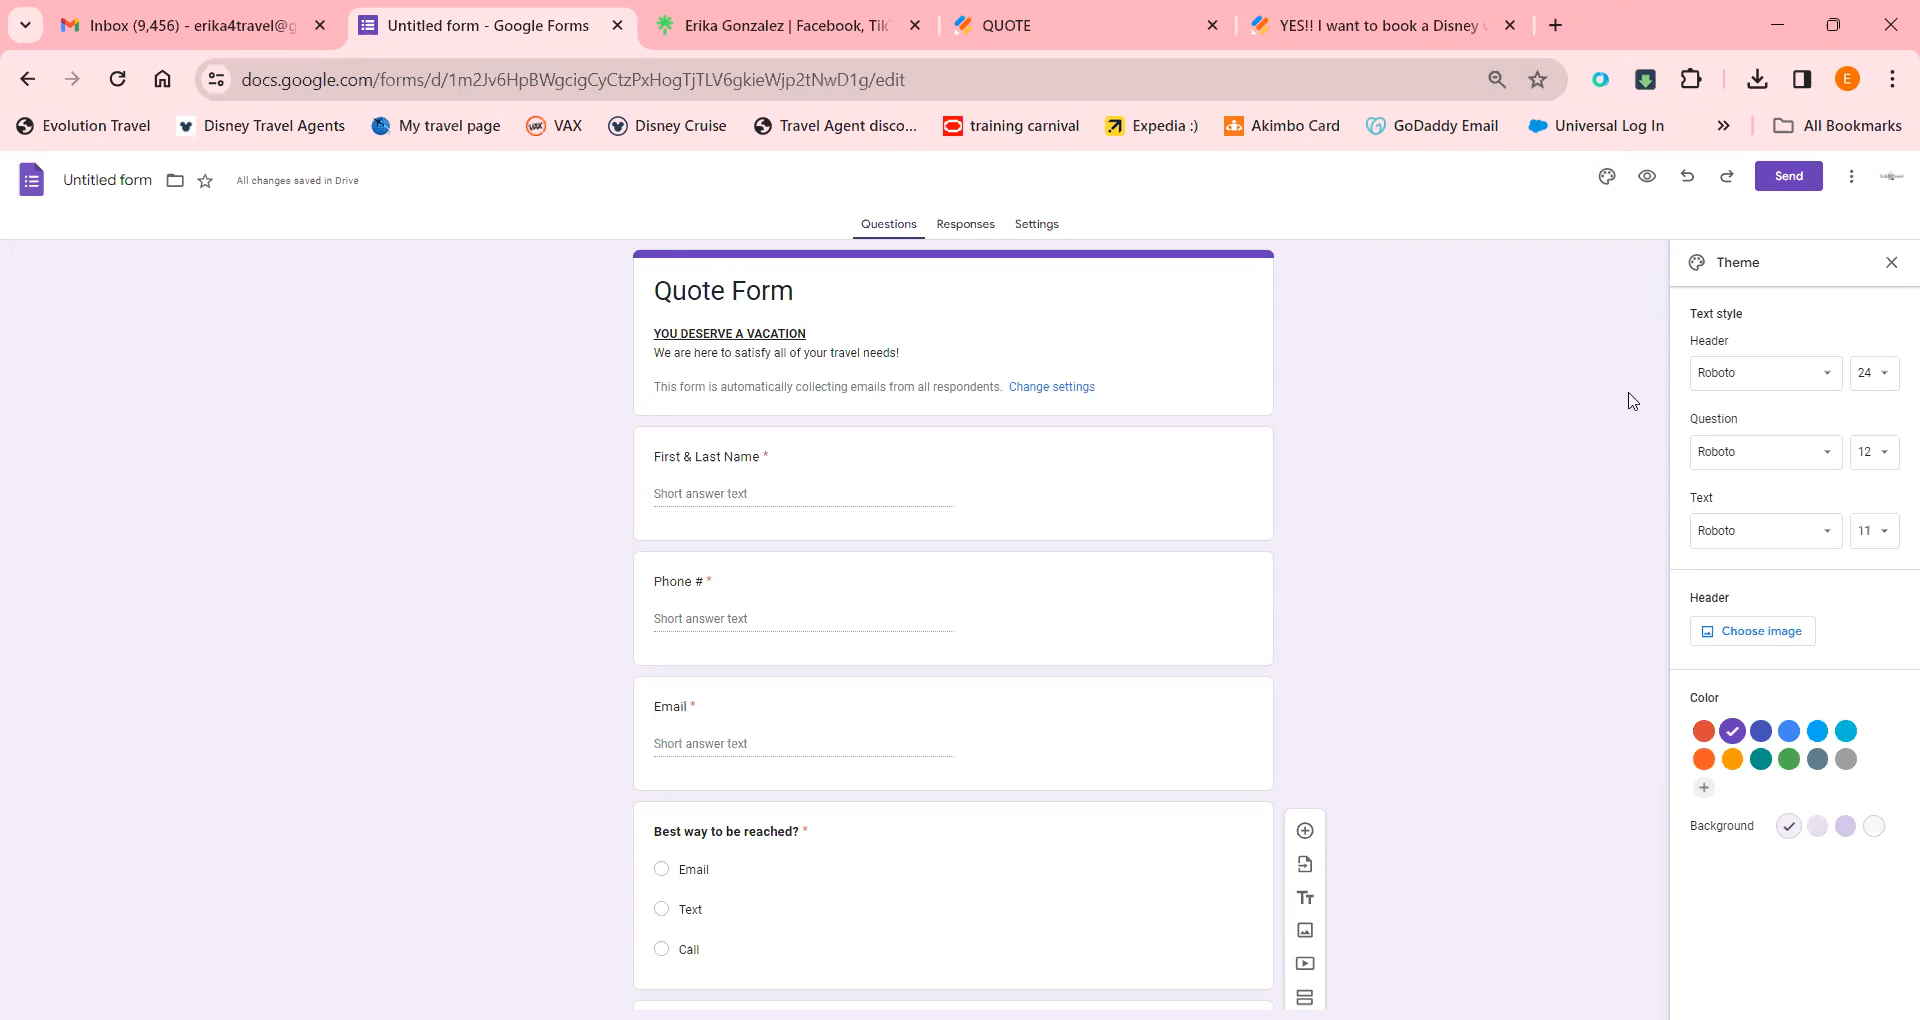 Inbox (9,456) - erika4travel@g
Untitled form - Google Forms
Erika Gonzalez | Facebook, Tik
QUOTE
YES!! I want to book a Disney
docs.google.com/forms/d/1m2Jv6HpBWgcigCyCtzPxHogTjTLV6gkieWjp2tNwD1g/edit
E
Evolution Travel
Disney Travel Agents
My travel page
VAX
VAX
Disney Cruise
Travel Agent disco...
training carnival
Expedia :)
Akimbo Card
GoDaddy Email
Universal Log In
All Bookmarks
Untitled form
All changes saved in Drive
Send
Questions
Responses
Settings
Quote Form
YOU DESERVE A VACATION
We are here to satisfy all of your travel needs!
This form is automatically collecting emails from all respondents. Change settings
First & Last Name *
Short answer text
Phone # *
Short answer text
Email *
Short answer text
Best way to be reached? *
Email
Text
Call
Tт
Theme
Text style
Header
Roboto
24
Question
Roboto
12
Text
Roboto
11
Header
Choose image
Color
Background